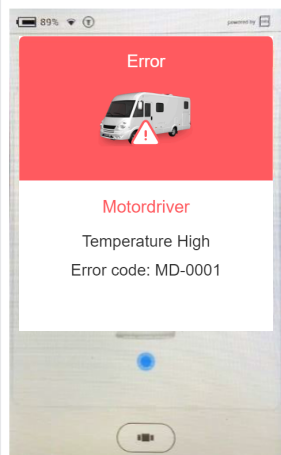 89%
powered by
Error
Motordriver
Temperature High
Error code: MD-0001